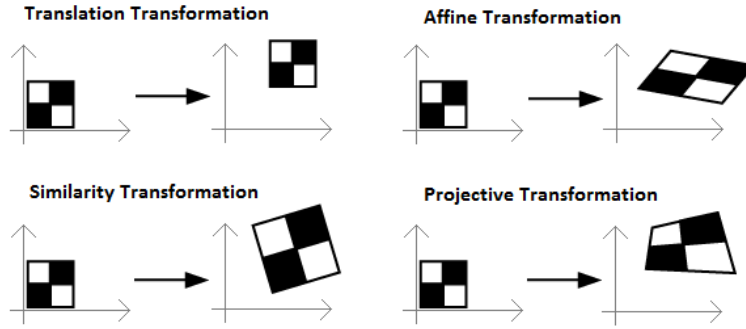 Translation Transformation
Affine Transformation
Similarity Transformation
Projective Transformation